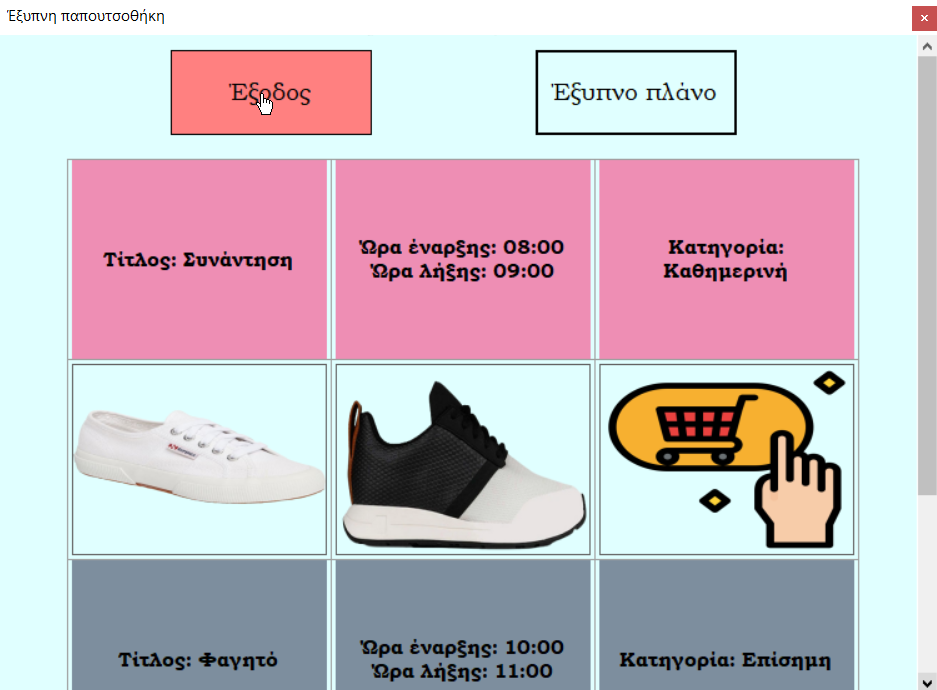 Έξυπνη παπουτσοθήκη
Έξοδος
Έξυπνο πλάνο
Τίτλος: Συνάντηση
Ώρα έναρξης: 08:00
Ώρα λήξης: 09:00
Κατηγορία:
Καθημερινή
Τίτλος: Φαγητό
Ώρα έναρξης: 10:00
Ώρα λήξης: 11:00
Κατηγορία: Επίσημη